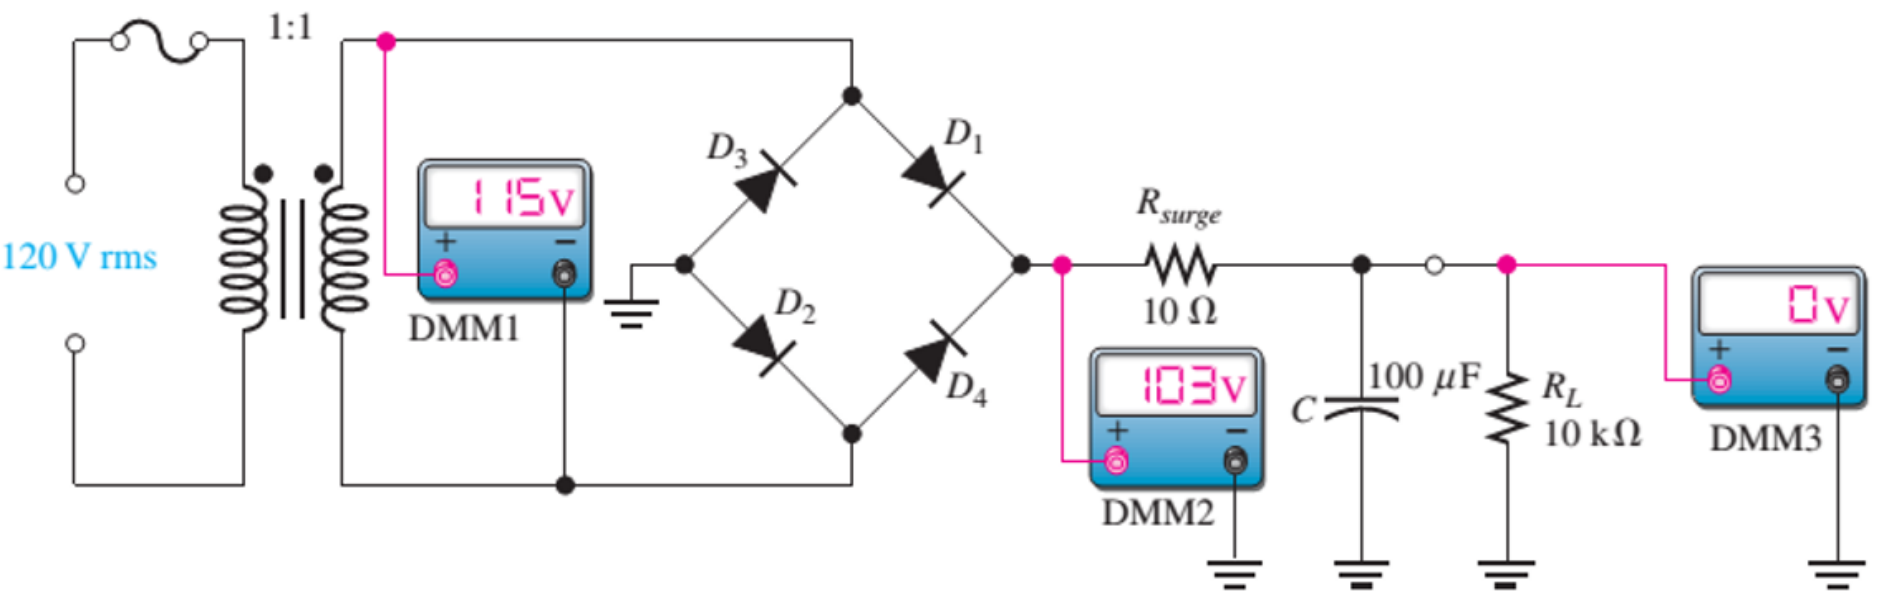 1:1
120 V rms
115V
+ −
DMM1
D3
D1
D2
D4
Rsurge
10 Ω
103V
+ −
DMM2
C
100 μF
RL
10 kΩ
0V
+ −
DMM3